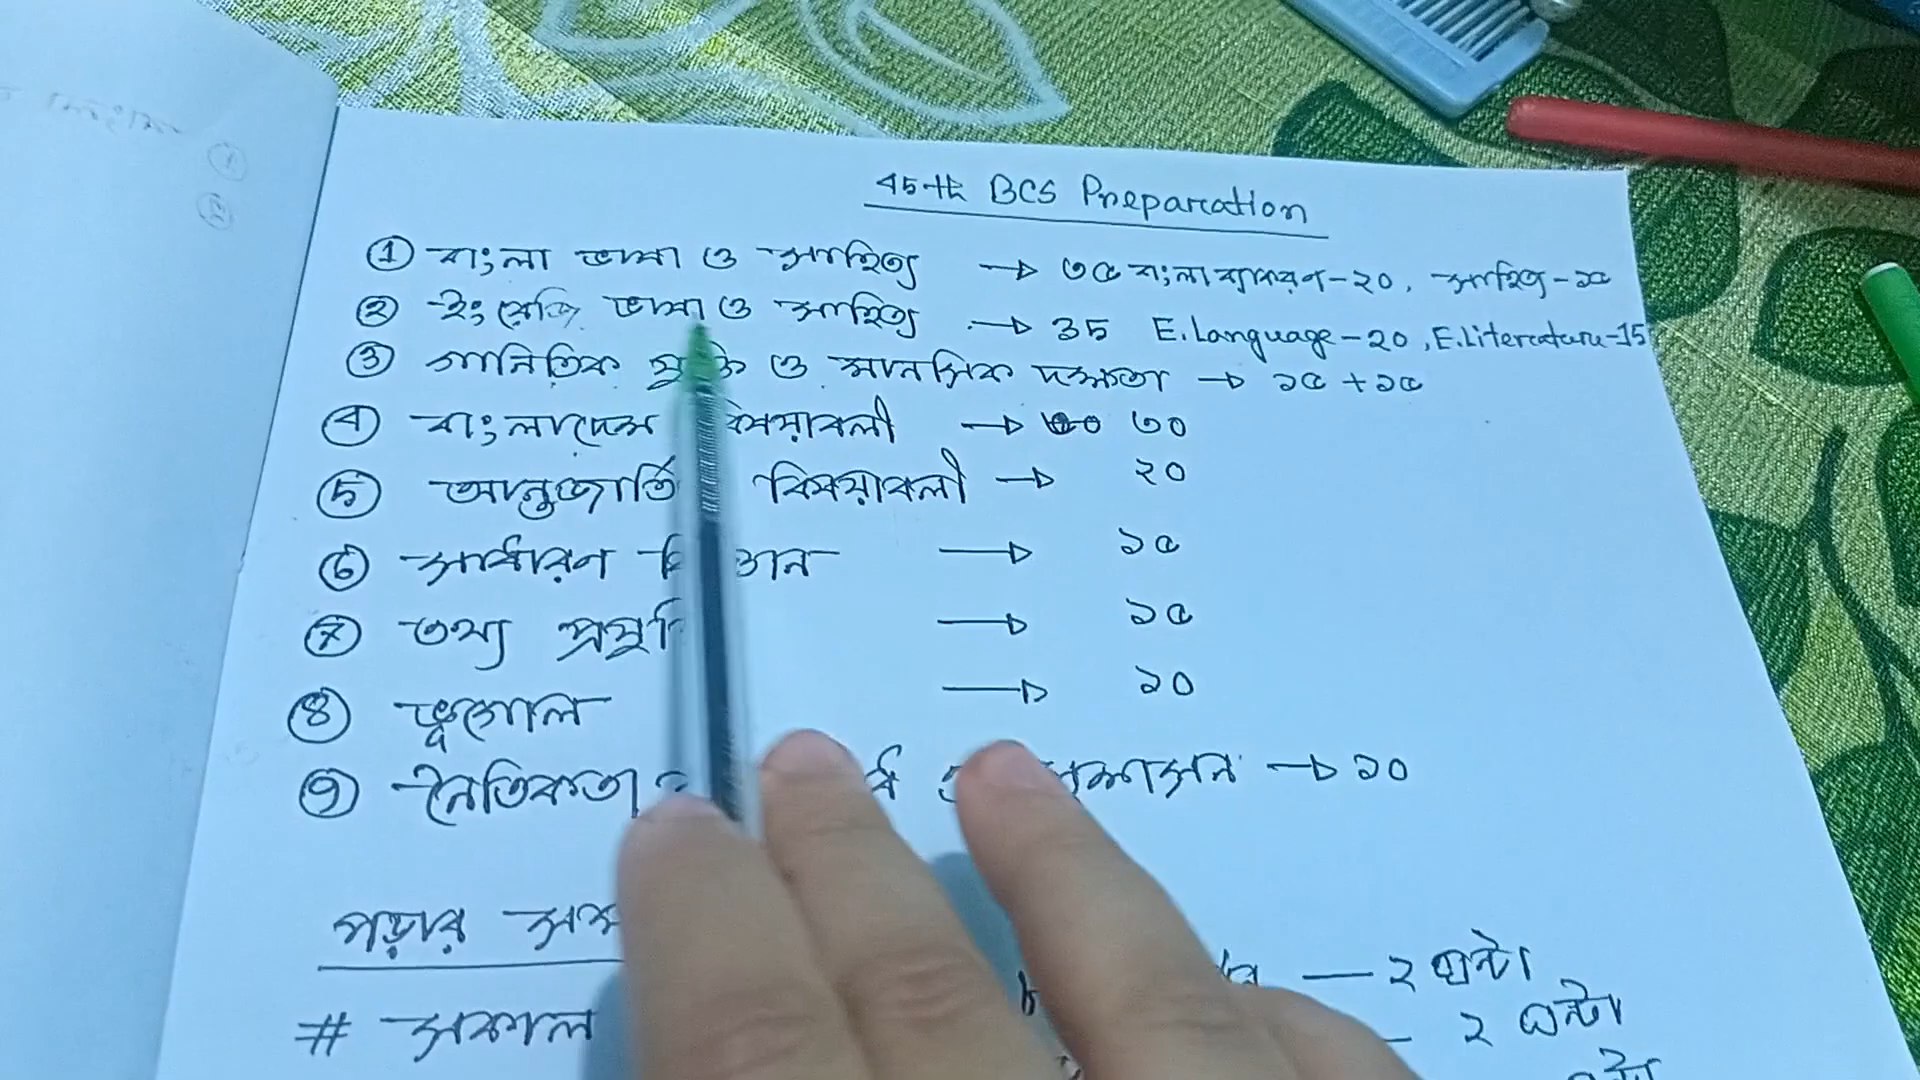 45th BCS Preparation
① বাংলা ভাষা ও সাহিত্য → ৩৫ বাংলা ব্যাকরণ-২০, সাহিত্য-১৫
② ইংরেজি ভাষা ও সাহিত্য → 35 E.Language-20, E.Literature-15
③ গানিতিক যুক্তি ও মানসিক দক্ষতা → ১৫ + ১৫
④ বাংলাদেশ বিষয়াবলী → ৩০
⑤ আন্তজার্তি বিষয়াবলী → ২০
⑥ সার্ধারণ → ১৫
⑦ তথ্য প্রযু → ১৫
⑧ ভূগোল → ১০
⑨ নৈতিকতা → ১০
পড়ার
# সকাল — ২ ঘন্টা
২ ঘন্টা